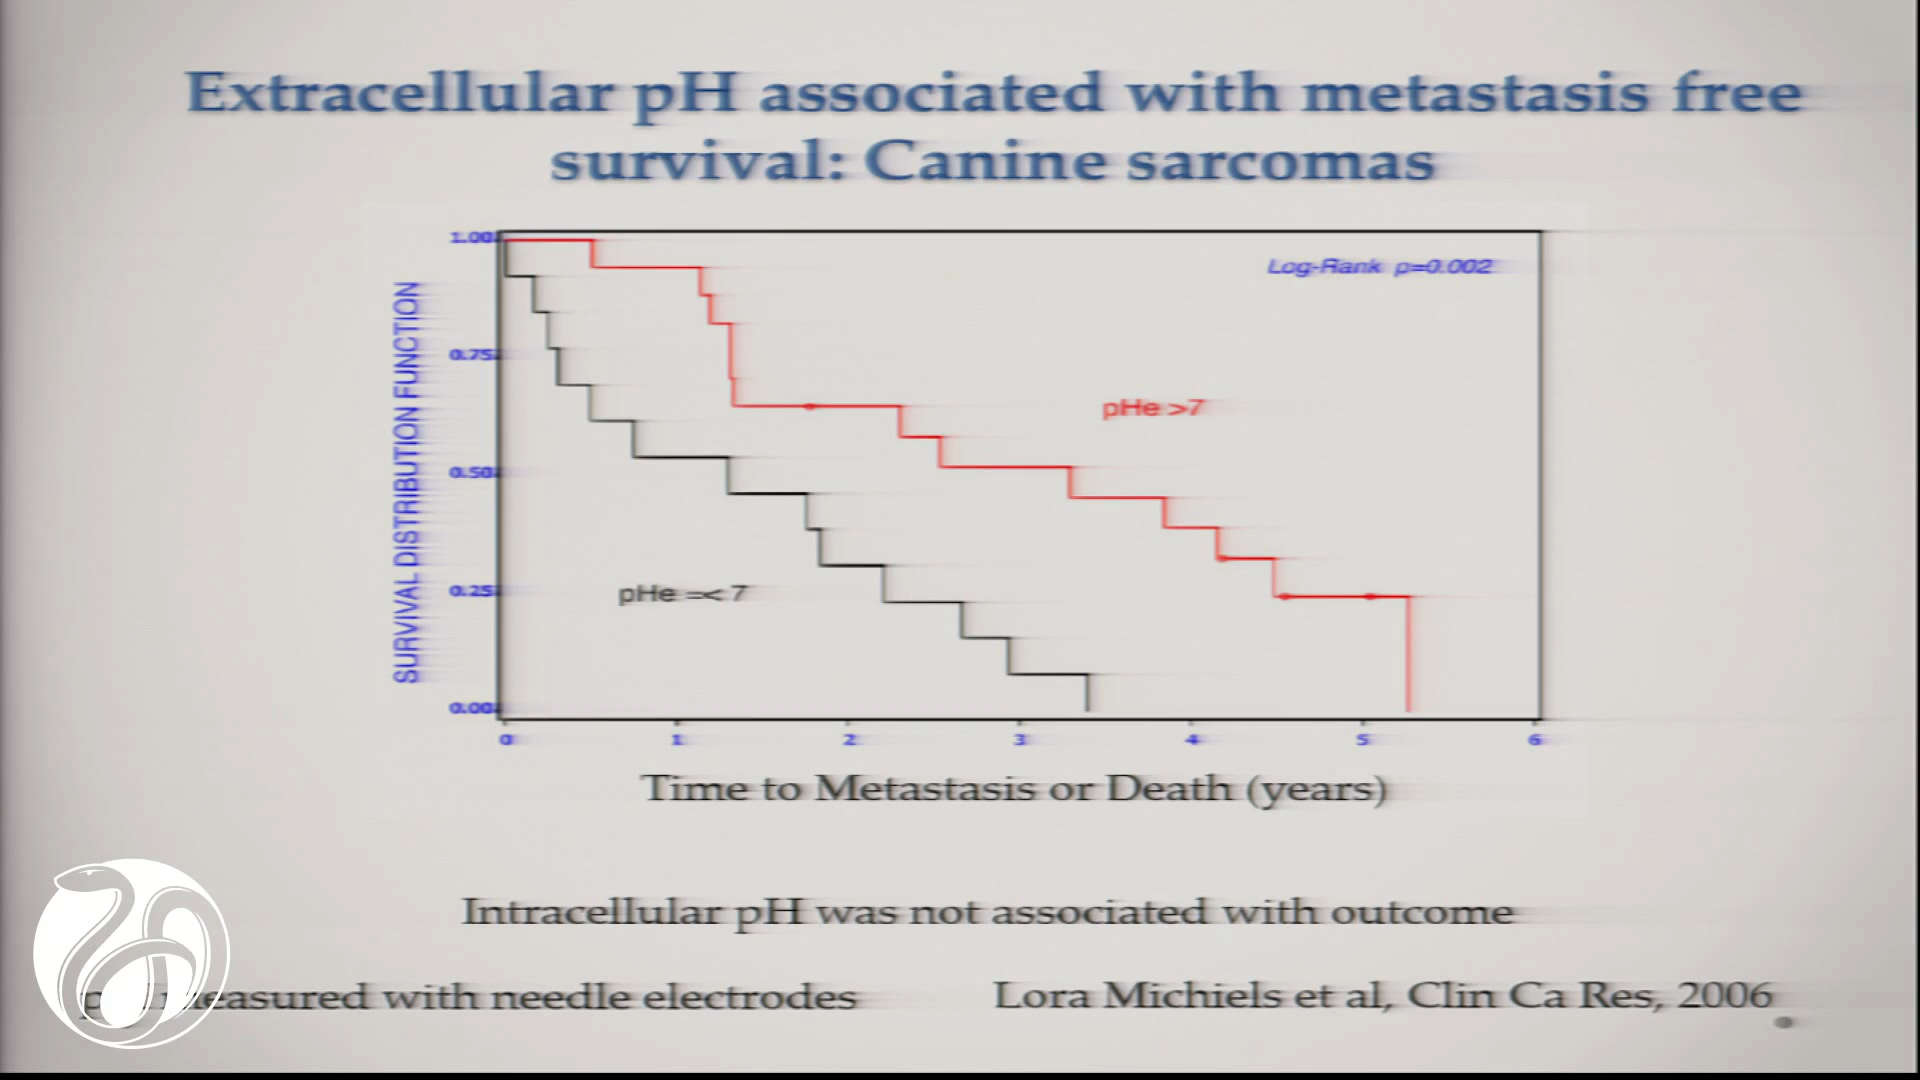 Extracellular pH associated with metastasis free
survival: Canine sarcomas
SURVIVAL DISTRIBUTION FUNCTION
1.00
0.75
0.50
0.25
0.00
Log-Rank p=0.002
pHe >7
pHe =< 7
0 1 2 3 4 5 6
Time to Metastasis or Death (years)
Intracellular pH was not associated with outcome
measured with needle electrodes
Lora Michiels et al, Clin Ca Res, 2006